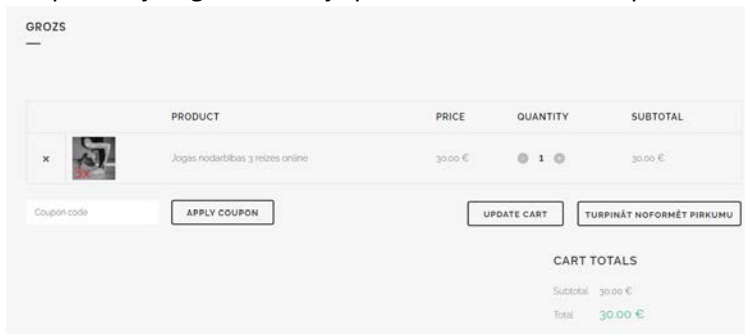 GROZS
PRODUCT PRICE QUANTITY SUBTOTAL
× 3x Jogas nodarbības 3 reizes online 30.00 € 1 30.00 €
Coupon code APPLY COUPON UPDATE CART TURPINĀT NOFORMĒT PIRKUMU
CART TOTALS
Subtotal 30.00 €
Total 30.00 €